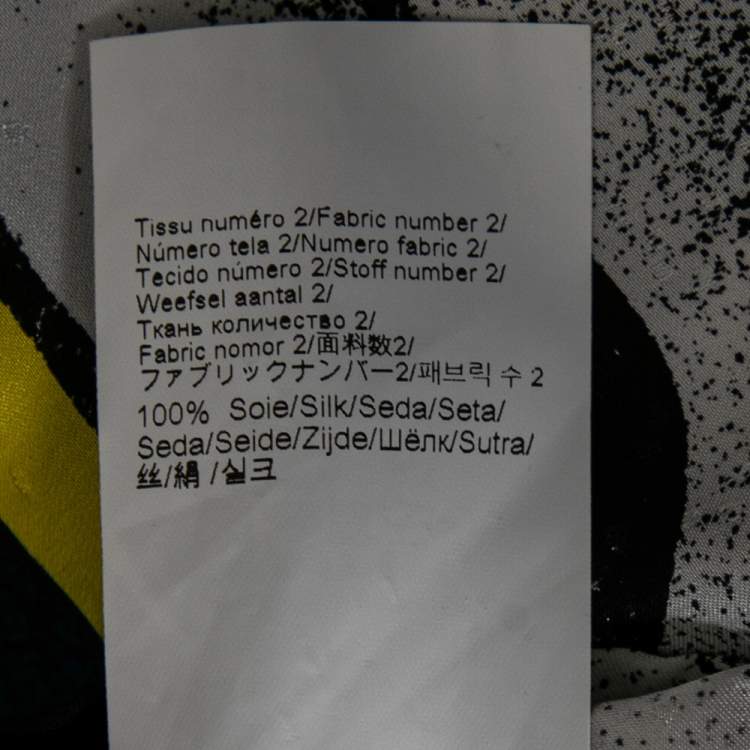 Tissu numéro 2/Fabric number 2/
Número tela 2/Numero fabric 2/
Tecido número 2/Stoff number 2/
Weefsel aantal 2/
Ткань количество 2/
Fabric nomor 2/面料数2/
ファブリックナンバー2/패브릭 수 2
100% Soie/Silk/Seda/Seta/
Seda/Seide/Zijde/Шёлк/Sutra/
丝/絹 /실크